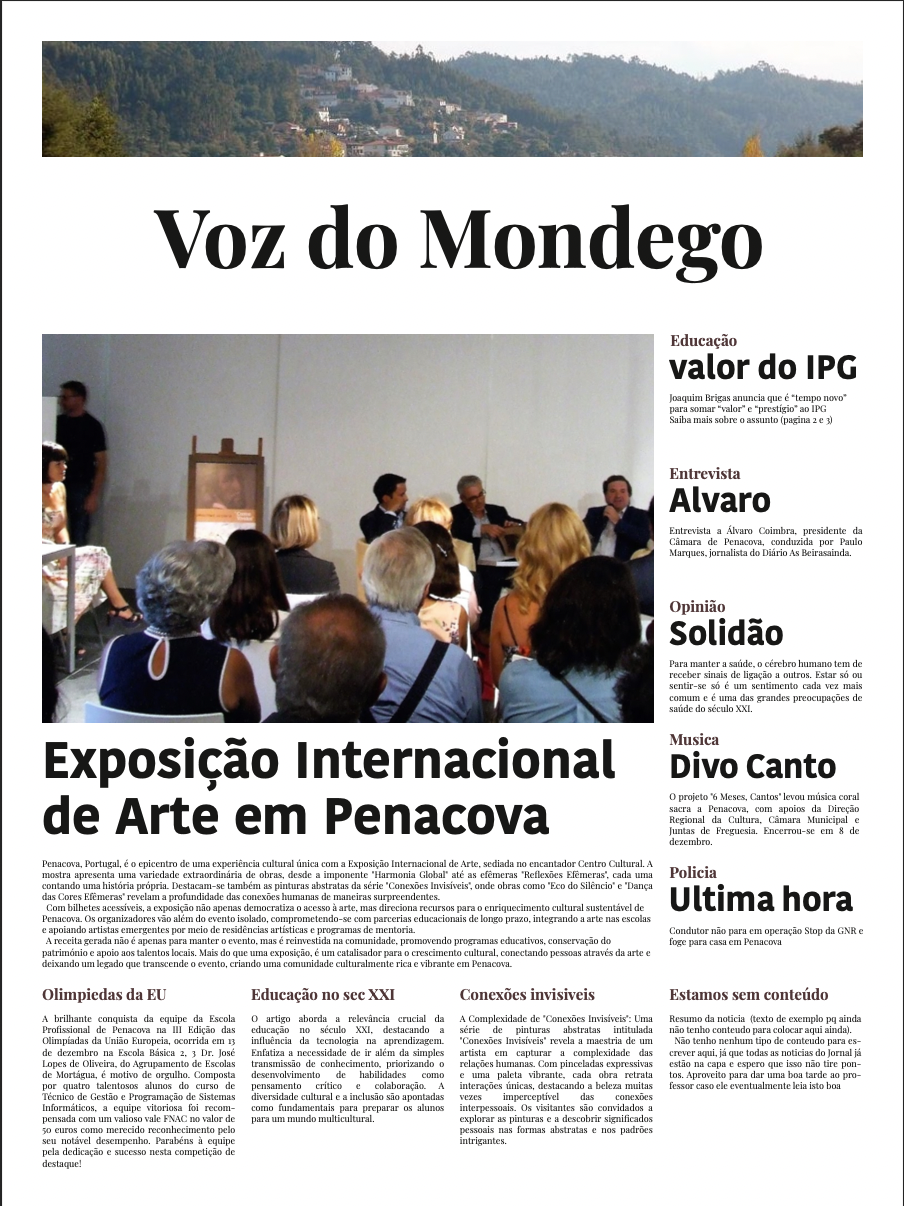 Voz do Mondego
Educação
valor do IPG
Joaquim Brigas anuncia que é “tempo novo”
para somar “valor” e “prestígio” ao IPG
Saiba mais sobre o assunto (pagina 2 e 3)
Entrevista
Alvaro
Entrevista a Álvaro Coimbra, presidente da
Câmara de Penacova, conduzida por Paulo
Marques, jornalista do Diário As Beirasainda.
Opinião
Solidão
Para manter a saúde, o cérebro humano tem de
receber sinais de ligação a outros. Estar só ou
sentir-se só é um sentimento cada vez mais
comum e é uma das grandes preocupações de
saúde do século XXI.
Musica
Divo Canto
O projeto "6 Meses, Cantos" levou música coral
sacra a Penacova, com apoios da Direção
Regional da Cultura, Câmara Municipal e
Juntas de Freguesia. Encerrou-se em 8 de
dezembro.
Policia
Ultima hora
Condutor não para em operação Stop da GNR e
foge para casa em Penacova
Exposição Internacional
de Arte em Penacova
Penacova, Portugal, é o epicentro de uma experiência cultural única com a Exposição Internacional de Arte, sediada no encantador Centro Cultural. A
mostra apresenta uma variedade extraordinária de obras, desde a imponente "Harmonia Global" até as efêmeras "Reflexões Efêmeras", cada uma
contando uma história própria. Destacam-se também as pinturas abstratas da série "Conexões Invisíveis", onde obras como "Eco do Silêncio" e "Dança
das Cores Efêmeras" revelam a profundidade das conexões humanas de maneiras surpreendentes.
Com bilhetes acessíveis, a exposição não apenas democratiza o acesso à arte, mas direciona recursos para o enriquecimento cultural sustentável de
Penacova. Os organizadores vão além do evento isolado, comprometendo-se com parcerias educacionais de longo prazo, integrando a arte nas escolas
e apoiando artistas emergentes por meio de residências artísticas e programas de mentoria.
A receita gerada não é apenas para manter o evento, mas é reinvestida na comunidade, promovendo programas educativos, conservação do
patrimônio e apoio aos talentos locais. Mais do que uma exposição, é um catalisador para o crescimento cultural, conectando pessoas através da arte e
deixando um legado que transcende o evento, criando uma comunidade culturalmente rica e vibrante em Penacova.
Olimpiedas da EU
A brilhante conquista da equipe da Escola
Profissional de Penacova na III Edição das
Olimpíadas da União Europeia, ocorrida em 13
de dezembro na Escola Básica 2, 3 Dr. José
Lopes de Oliveira, do Agrupamento de Escolas
de Mortágua, é motivo de orgulho. Composta
por quatro talentosos alunos do curso de
Técnico de Gestão e Programação de Sistemas
Informáticos, a equipe vitoriosa foi recom-
pensada com um valioso vale FNAC no valor de
50 euros como merecido reconhecimento pelo
seu notável desempenho. Parabéns à equipe
pela dedicação e sucesso nesta competição de
destaque!
Educação no sec XXI
O artigo aborda a relevância crucial da
educação no século XXI, destacando a
influência da tecnologia na aprendizagem.
Enfatiza a necessidade de ir além da simples
transmissão de conhecimento, priorizando o
desenvolvimento de habilidades como
pensamento crítico e colaboração. A
diversidade cultural e a inclusão são apontadas
como fundamentais para preparar os alunos
para um mundo multicultural.
Conexões invisiveis
A Complexidade de "Conexões Invisíveis": Uma
série de pinturas abstratas intitulada
"Conexões Invisíveis" revela a maestria de um
artista em capturar a complexidade das
relações humanas. Com pinceladas expressivas
e uma paleta vibrante, cada obra retrata
interações únicas, destacando a beleza muitas
vezes imperceptível das conexões
interpessoais. Os visitantes são convidados a
explorar as pinturas e a descobrir significados
pessoais nas formas abstratas e nos padrões
intrigantes.
Estamos sem conteúdo
Resumo da noticia (texto de exemplo pq ainda
não tenho conteudo para colocar aqui ainda).
Não tenho nenhum tipo de conteudo para es-
crever aqui, já que todas as noticias do Jornal já
estão na capa e espero que isso não tire pon-
tos. Aproveito para dar uma boa tarde ao pro-
fessor caso ele eventualmente leia isto boa